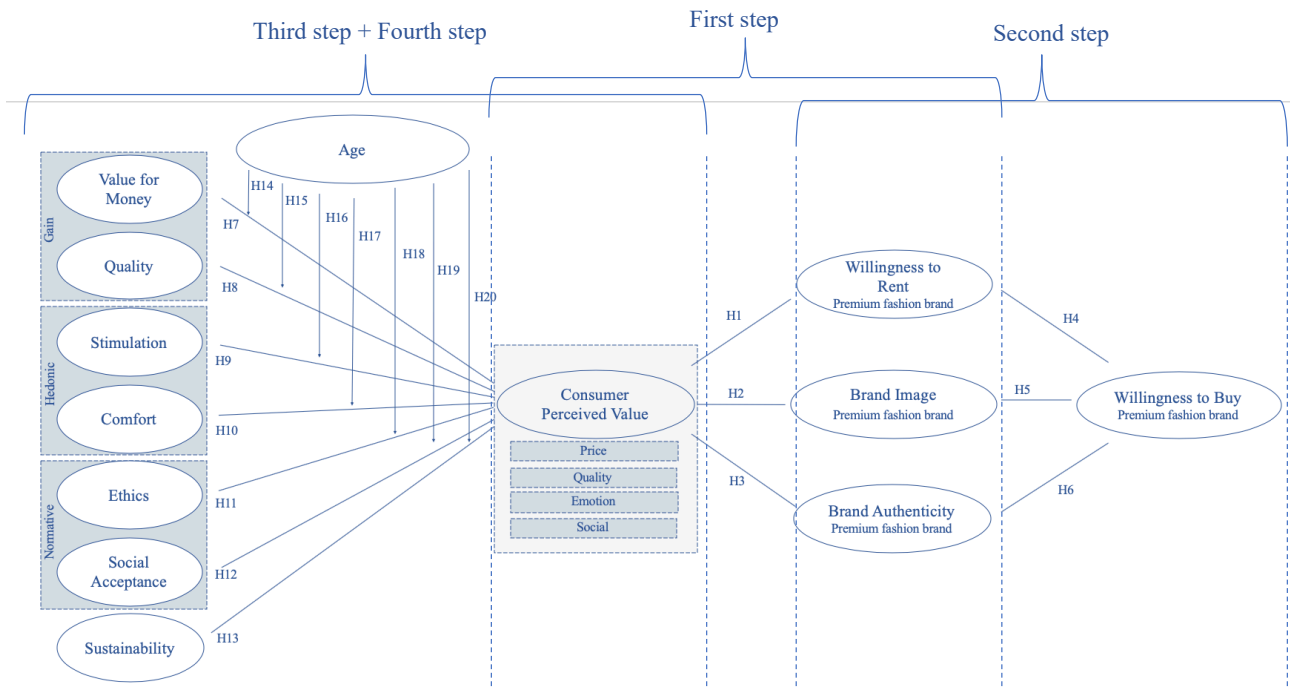 Third step + Fourth step
First step
Second step
Age
Value for
Money
Quality
Gain
Stimulation
Comfort
Hedonic
Ethics
Social
Acceptance
Normative
Sustainability
H14
H15
H16
H17
H18
H19
H20
H7
H8
H9
H10
H11
H12
H13
Consumer
Perceived Value
Price
Quality
Emotion
Social
H1
H2
H3
Willingness to
Rent
Premium fashion brand
Brand Image
Premium fashion brand
Brand Authenticity
Premium fashion brand
H4
H5
H6
Willingness to Buy
Premium fashion brand